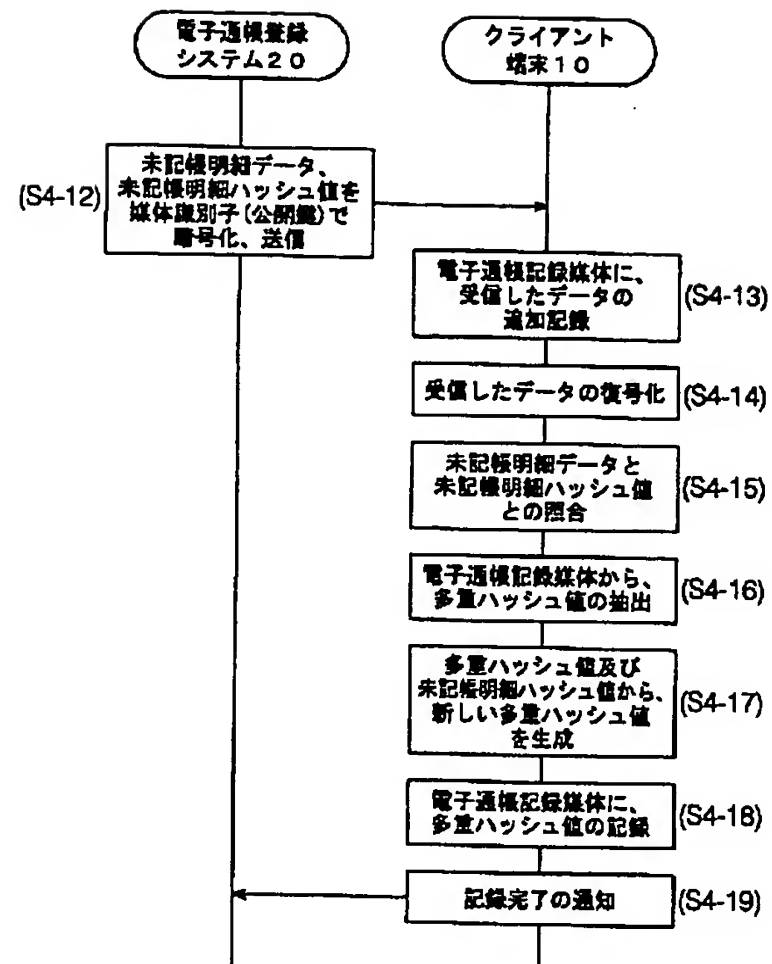 電子通帳登録
システム20
クライアント
端末10
(S4-12)
未記帳明細データ、
未記帳明細ハッシュ値を
媒体識別子(公開鍵)で
暗号化、送信
電子通帳記録媒体に、
受信したデータの
追加記録
(S4-13)
受信したデータの復号化
(S4-14)
未記帳明細データと
未記帳明細ハッシュ値
との照合
(S4-15)
電子通帳記録媒体から、
多重ハッシュ値の抽出
(S4-16)
多重ハッシュ値及び
未記帳明細ハッシュ値から、
新しい多重ハッシュ値
を生成
(S4-17)
電子通帳記録媒体に、
多重ハッシュ値の記録
(S4-18)
記録完了の通知
(S4-19)